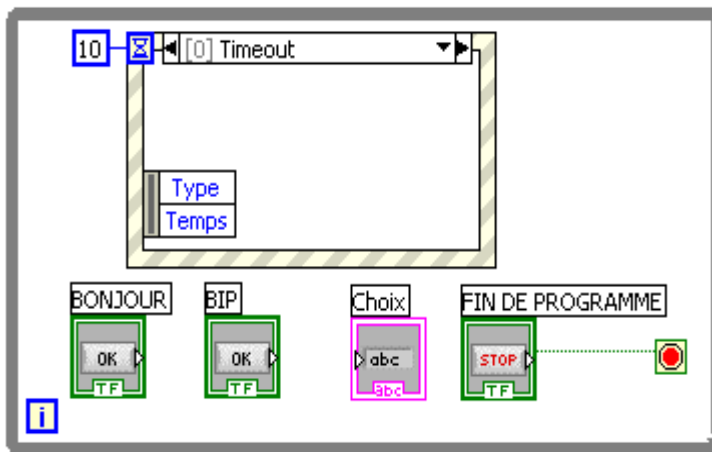 10
[0] Timeout
Type
Temps
BONJOUR
BIP
Choix
FIN DE PROGRAMME
OK
OK
abc
STOP
TF
TF
abc
TF
i